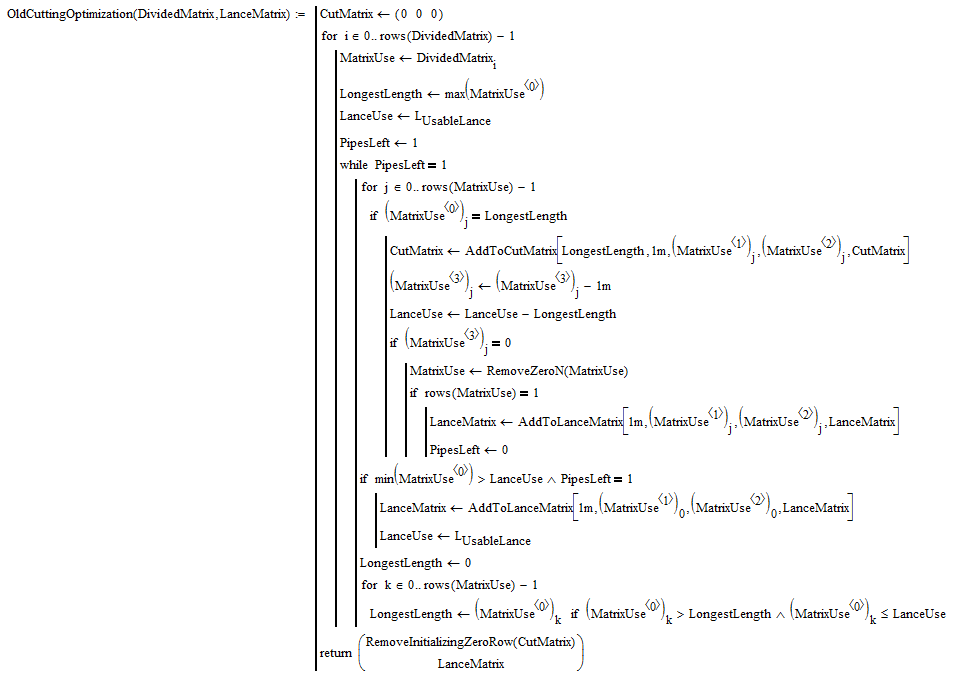 OldCuttingOptimization(DividedMatrix,LanceMatrix) := CutMatrix ← (0 0 0)
for i ∈ 0..rows(DividedMatrix) − 1
MatrixUse ← DividedMatrix_i
LongestLength ← max(MatrixUse^⟨0⟩)
LanceUse ← L_UsableLance
PipesLeft ← 1
while PipesLeft = 1
for j ∈ 0..rows(MatrixUse) − 1
if (MatrixUse^⟨0⟩)_j = LongestLength
CutMatrix ← AddToCutMatrix[LongestLength,1m,(MatrixUse^⟨1⟩)_j,(MatrixUse^⟨2⟩)_j,CutMatrix]
(MatrixUse^⟨3⟩)_j ← (MatrixUse^⟨3⟩)_j − 1m
LanceUse ← LanceUse − LongestLength
if (MatrixUse^⟨3⟩)_j = 0
MatrixUse ← RemoveZeroN(MatrixUse)
if rows(MatrixUse) = 1
LanceMatrix ← AddToLanceMatrix[1m,(MatrixUse^⟨1⟩)_j,(MatrixUse^⟨2⟩)_j,LanceMatrix]
PipesLeft ← 0
if min(MatrixUse^⟨0⟩) > LanceUse ∧ PipesLeft = 1
LanceMatrix ← AddToLanceMatrix[1m,(MatrixUse^⟨1⟩)_0,(MatrixUse^⟨2⟩)_0,LanceMatrix]
LanceUse ← L_UsableLance
LongestLength ← 0
for k ∈ 0..rows(MatrixUse) − 1
LongestLength ← (MatrixUse^⟨0⟩)_k if (MatrixUse^⟨0⟩)_k > LongestLength ∧ (MatrixUse^⟨0⟩)_k ≤ LanceUse
return (RemoveInitializingZeroRow(CutMatrix)
LanceMatrix)